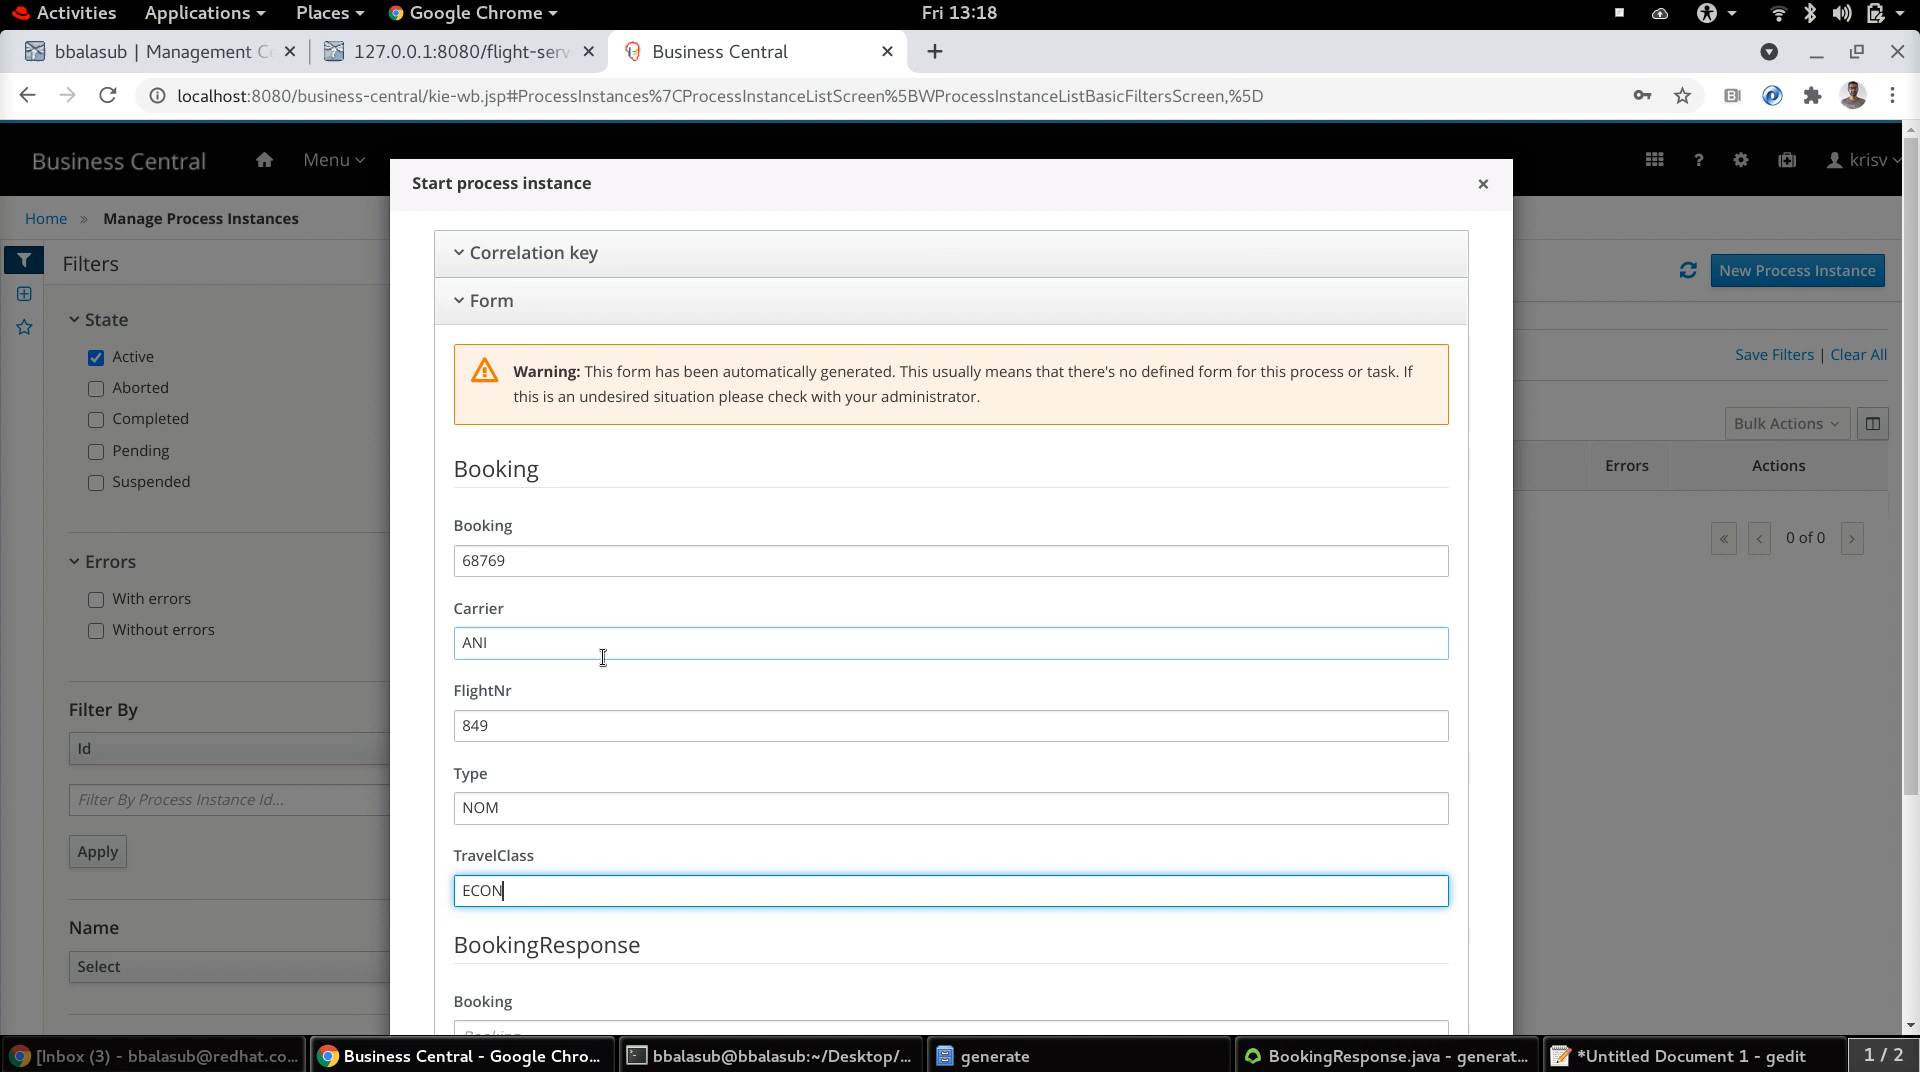 Activities Applications Places Google Chrome Fri 13:18
bbalasub | Management C 127.0.0.1:8080/flight-serv Business Central
localhost:8080/business-central/kie-wb.jsp#ProcessInstances%7CProcessInstanceListScreen%5BWProcessInstanceListBasicFiltersScreen,%5D
Business Central Menu ? krisv
Home » Manage Process Instances
Start process instance
Filters
New Process Instance
State
Active
Aborted
Completed
Pending
Suspended
Save Filters | Clear All
Bulk Actions
Errors Actions
« < 0 of 0 >
Errors
With errors
Without errors
Filter By
Id
Filter By Process Instance Id...
Apply
Name
Select
Correlation key
Form
Warning: This form has been automatically generated. This usually means that there's no defined form for this process or task. If
this is an undesired situation please check with your administrator.
Booking
Booking
68769
Carrier
ANI
FlightNr
849
Type
NOM
TravelClass
ECON
BookingResponse
Booking
[Inbox (3) - bbalasub@redhat.co... Business Central - Google Chro... bbalasub@bbalasub:~/Desktop/... generate BookingResponse.java - generat... *Untitled Document 1 - gedit 1 / 2